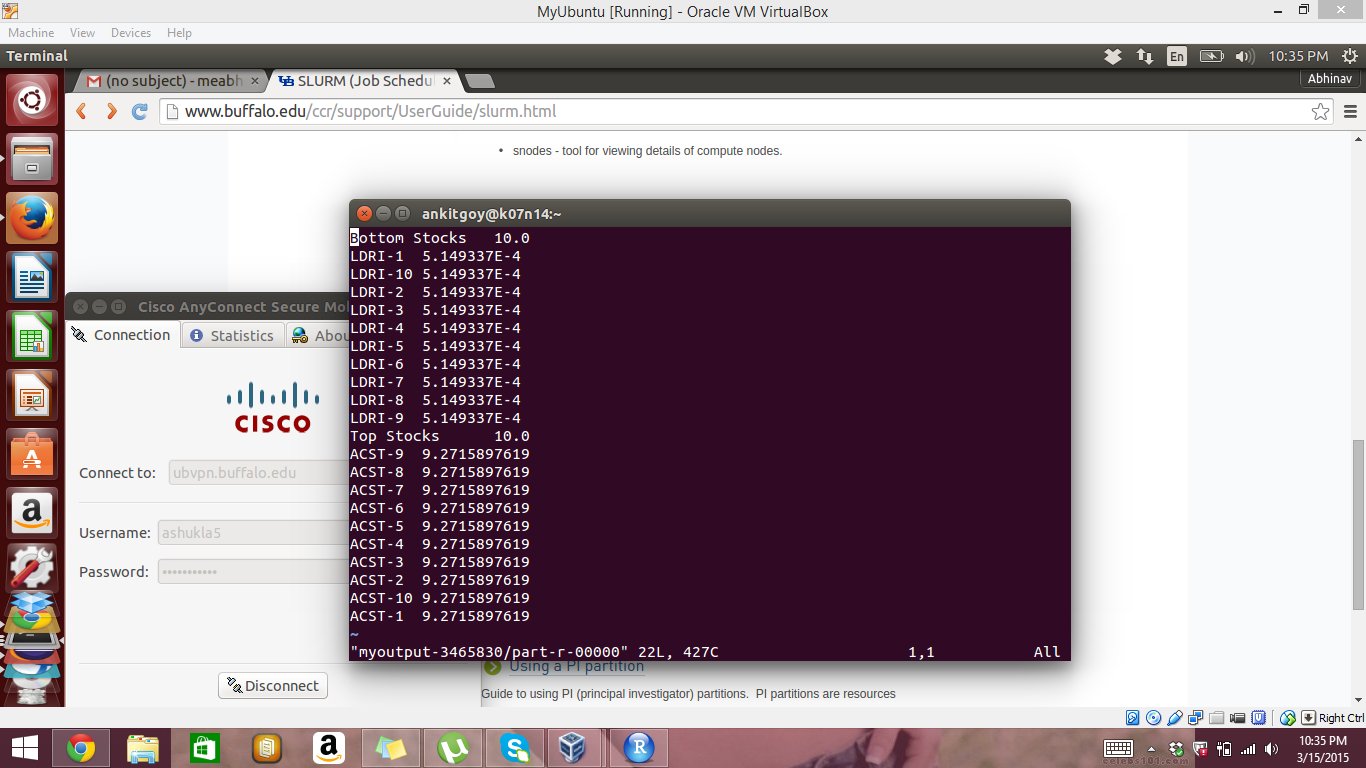 MyUbuntu [Running] - Oracle VM VirtualBox
Machine View Devices Help
Terminal
En
10:35 PM
(no subject) - meabh
SLURM (Job Schedul
Abhinav
www.buffalo.edu/ccr/support/UserGuide/slurm.html
• snodes - tool for viewing details of compute nodes.
ankitgoy@k07n14:~
Bottom Stocks 10.0
LDRI-1 5.149337E-4
LDRI-10 5.149337E-4
LDRI-2 5.149337E-4
LDRI-3 5.149337E-4
LDRI-4 5.149337E-4
LDRI-5 5.149337E-4
LDRI-6 5.149337E-4
LDRI-7 5.149337E-4
LDRI-8 5.149337E-4
LDRI-9 5.149337E-4
Top Stocks 10.0
ACST-9 9.2715897619
ACST-8 9.2715897619
ACST-7 9.2715897619
ACST-6 9.2715897619
ACST-5 9.2715897619
ACST-4 9.2715897619
ACST-3 9.2715897619
ACST-2 9.2715897619
ACST-10 9.2715897619
ACST-1 9.2715897619
~
"myoutput-3465830/part-r-00000" 22L, 427C 1,1 All
Cisco AnyConnect Secure Mo
Connection Statistics Abou
CISCO
Connect to: ubvpn.buffalo.edu
Username: ashukla5
Password: •••••••••••
Disconnect
Using a PI partition
Guide to using PI (principal investigator) partitions. PI partitions are resources
Right Ctrl
10:35 PM
3/15/2015
celebs101.com